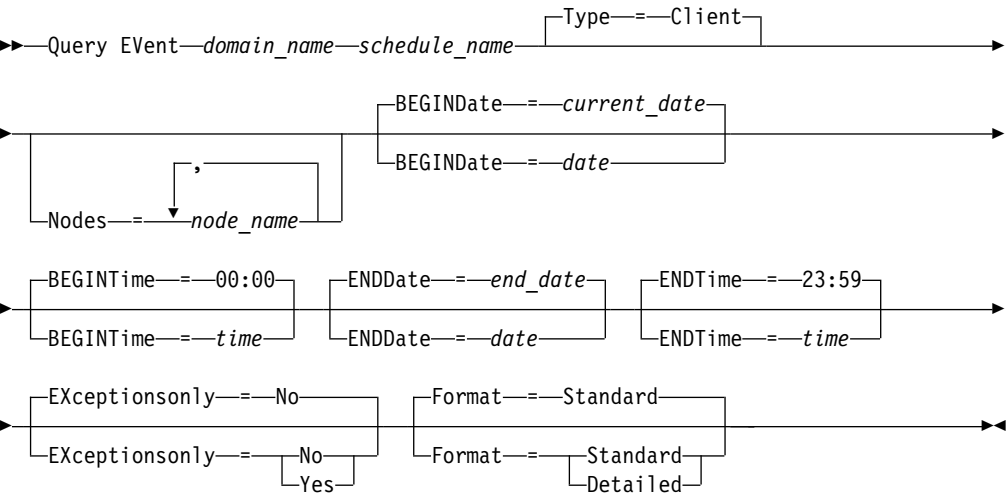 Type = Client
Query EVent domain_name schedule_name
BEGINDate = current_date
BEGINDate = date
,
Nodes = node_name
BEGINTime = 00:00 ENDDate = end_date ENDTime = 23:59
BEGINTime = time ENDDate = date ENDTime = time
EXceptionsonly = No Format = Standard
EXceptionsonly = No Format = Standard
Yes Detailed